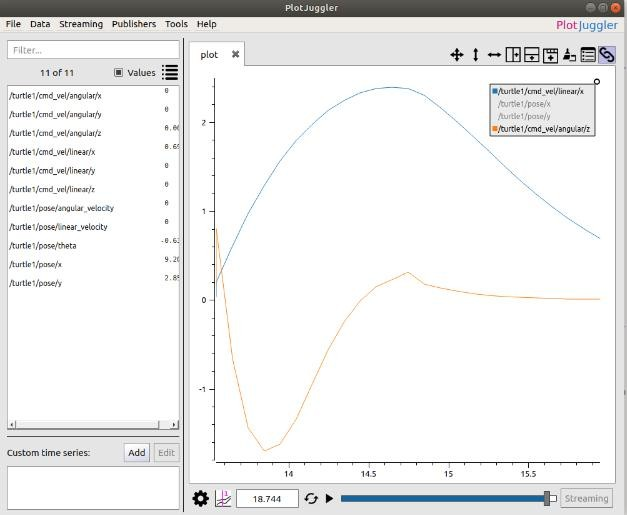 PlotJuggler
File Data Streaming Publishers Tools Help
PlotJuggler
Filter...
11 of 11 Values
/turtle1/cmd_vel/angular/x 0
/turtle1/cmd_vel/angular/y 0
/turtle1/cmd_vel/angular/z 0.06
/turtle1/cmd_vel/linear/x 0.69
/turtle1/cmd_vel/linear/y 0
/turtle1/cmd_vel/linear/z 0
/turtle1/pose/angular_velocity 0
/turtle1/pose/linear_velocity 0
/turtle1/pose/theta -0.63
/turtle1/pose/x 9.20
/turtle1/pose/y 2.85
Custom time series: Add Edit
plot
/turtle1/cmd_vel/linear/x
/turtle1/pose/x
/turtle1/pose/y
/turtle1/cmd_vel/angular/z
2
1
0
-1
14 14.5 15 15.5
18.744 Streaming